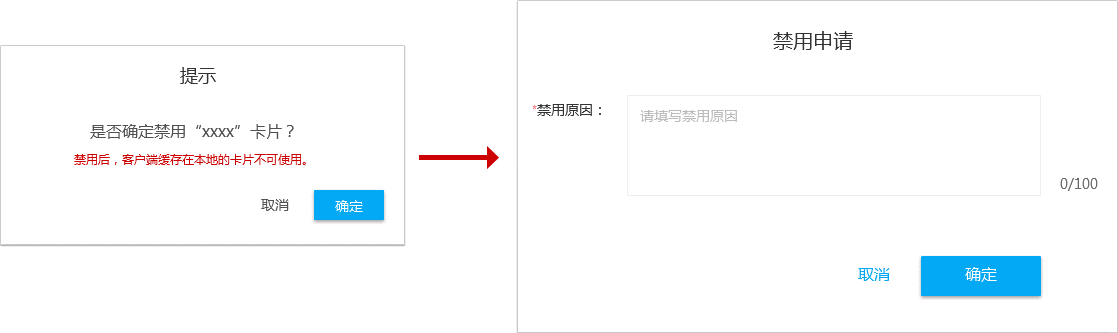 提示
是否确定禁用“xxxx”卡片？
禁用后，客户端缓存在本地的卡片不可使用。
取消
确定
禁用申请
*禁用原因：
请填写禁用原因
0/100
取消
确定